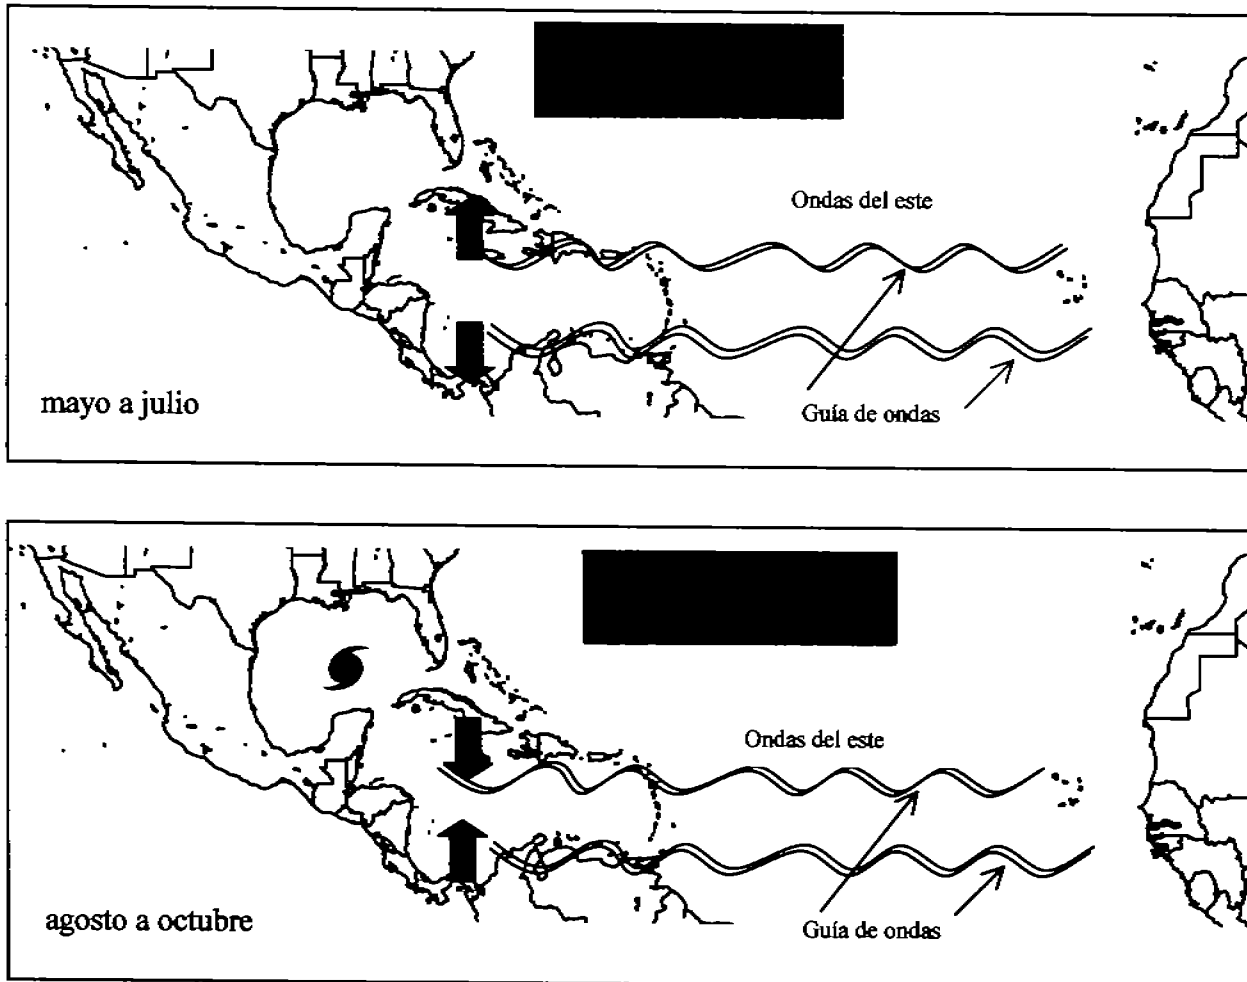 Ondas del este
Guía de ondas
mayo a julio
Ondas del este
Guía de ondas
agosto a octubre